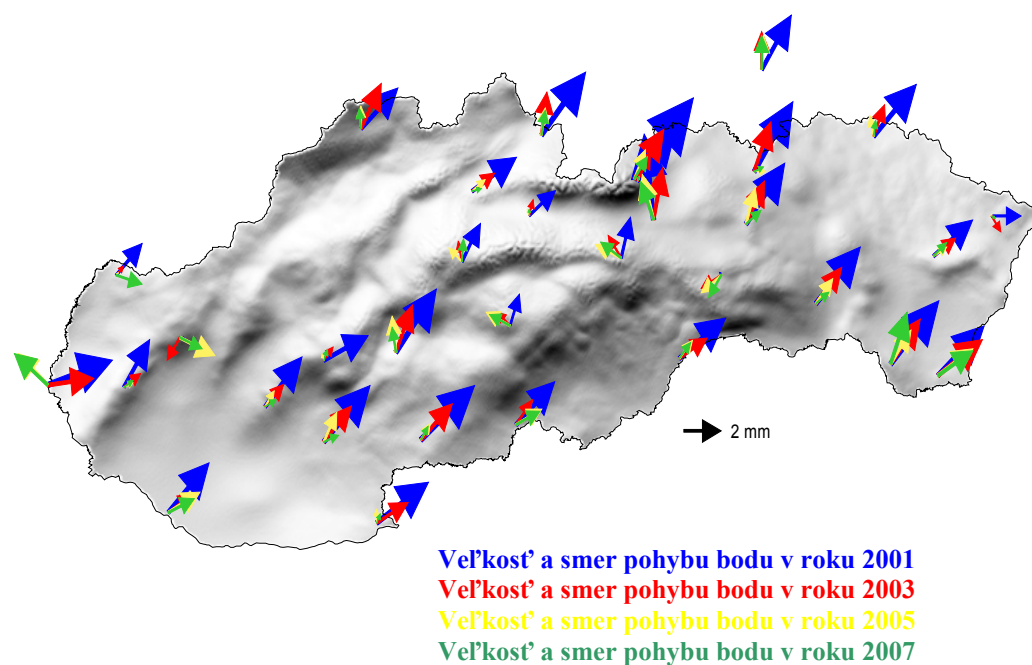 2 mm
Veľkosť a smer pohybu bodu v roku 2001
Veľkosť a smer pohybu bodu v roku 2003
Veľkosť a smer pohybu bodu v roku 2005
Veľkosť a smer pohybu bodu v roku 2007